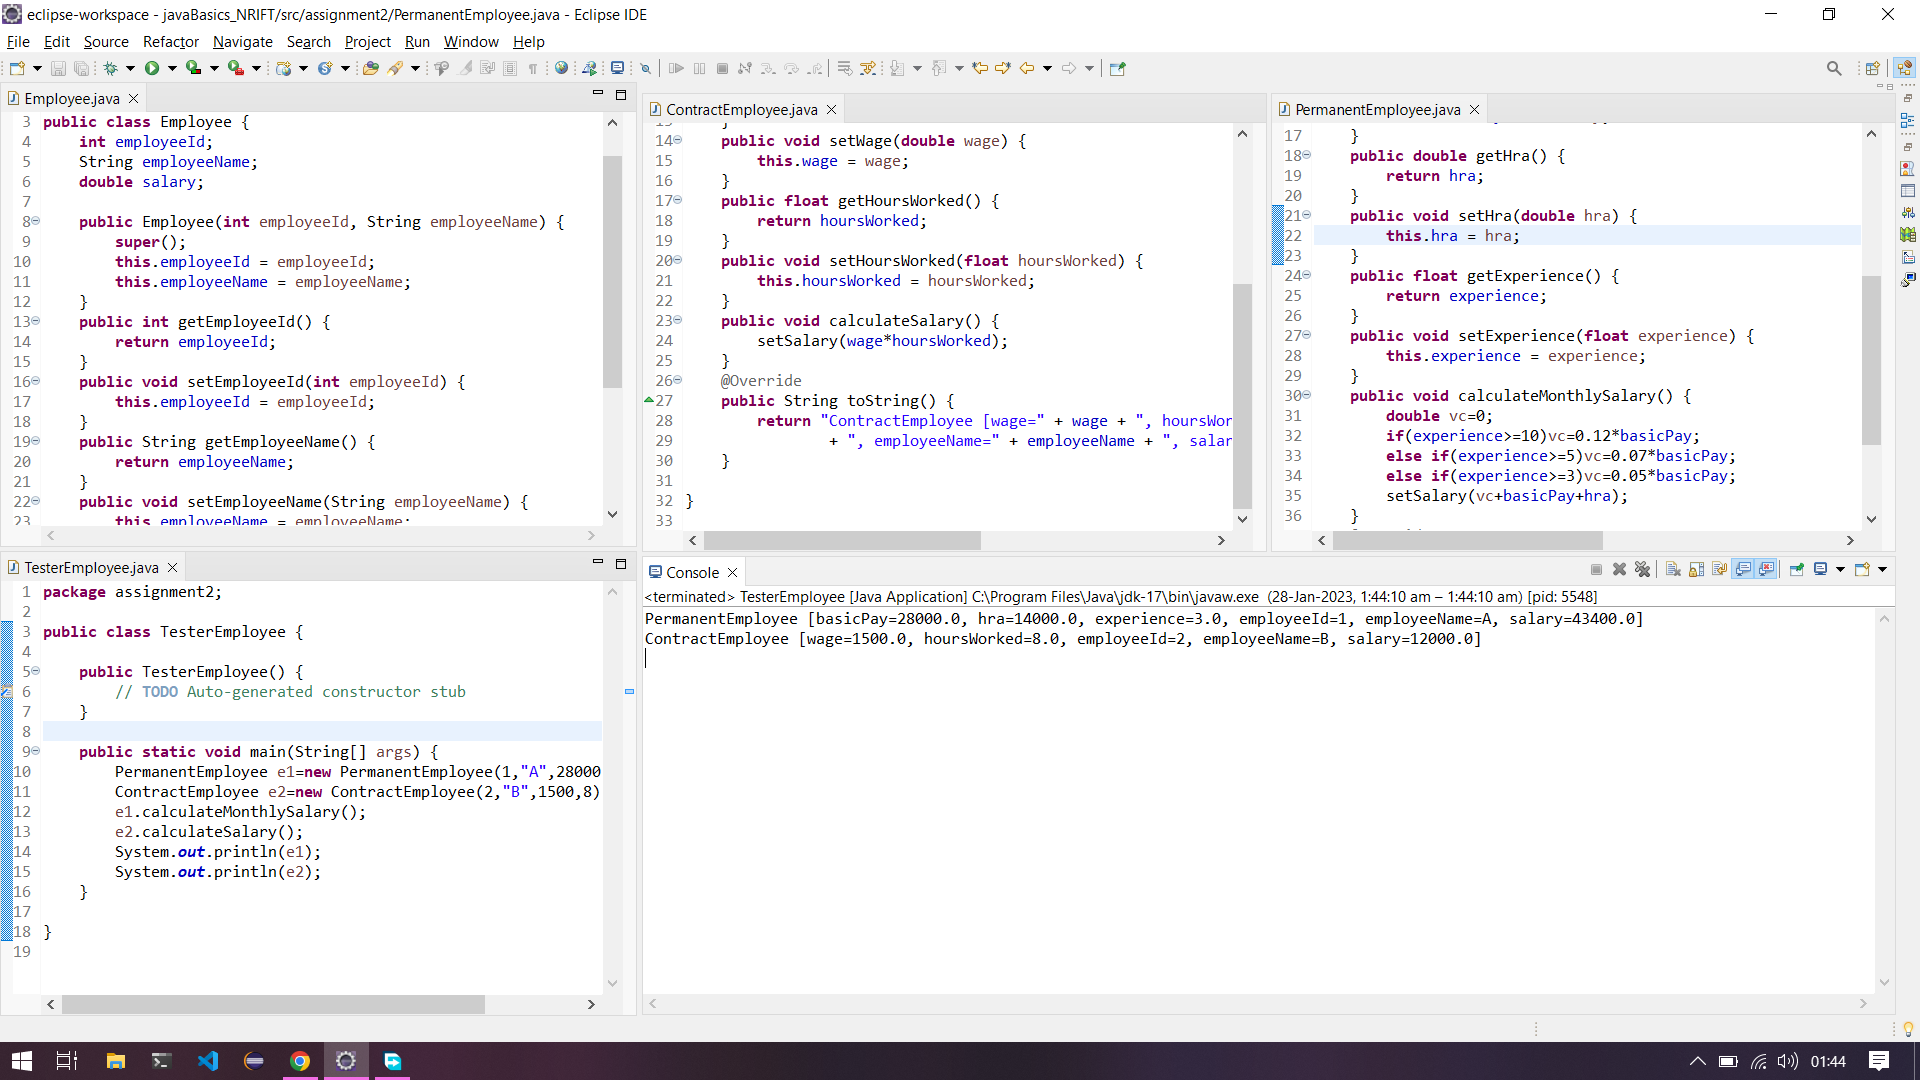 eclipse-workspace - javaBasics_NRIFT/src/assignment2/PermanentEmployee.java - Eclipse IDE
File Edit Source Refactor Navigate Search Project Run Window Help
Employee.java
3 public class Employee {
4 int employeeId;
5 String employeeName;
6 double salary;
7
8 public Employee(int employeeId, String employeeName) {
9 super();
10 this.employeeId = employeeId;
11 this.employeeName = employeeName;
12 }
13 public int getEmployeeId() {
14 return employeeId;
15 }
16 public void setEmployeeId(int employeeId) {
17 this.employeeId = employeeId;
18 }
19 public String getEmployeeName() {
20 return employeeName;
21 }
22 public void setEmployeeName(String employeeName) {
23 this.employeeName = employeeName;
ContractEmployee.java
13 }
14 public void setWage(double wage) {
15 this.wage = wage;
16 }
17 public float getHoursWorked() {
18 return hoursWorked;
19 }
20 public void setHoursWorked(float hoursWorked) {
21 this.hoursWorked = hoursWorked;
22 }
23 public void calculateSalary() {
24 setSalary(wage*hoursWorked);
25 }
26 @Override
27 public String toString() {
28 return "ContractEmployee [wage=" + wage + ", hoursWor
29 + ", employeeName=" + employeeName + ", salar
30 }
31
32 }
33
PermanentEmployee.java
17 }
18 public double getHra() {
19 return hra;
20 }
21 public void setHra(double hra) {
22 this.hra = hra;
23 }
24 public float getExperience() {
25 return experience;
26 }
27 public void setExperience(float experience) {
28 this.experience = experience;
29 }
30 public void calculateMonthlySalary() {
31 double vc=0;
32 if(experience>=10)vc=0.12*basicPay;
33 else if(experience>=5)vc=0.07*basicPay;
34 else if(experience>=3)vc=0.05*basicPay;
35 setSalary(vc+basicPay+hra);
36 }
TesterEmployee.java
1 package assignment2;
2
3 public class TesterEmployee {
4
5 public TesterEmployee() {
6 // TODO Auto-generated constructor stub
7 }
8
9 public static void main(String[] args) {
10 PermanentEmployee e1=new PermanentEmployee(1,"A",28000
11 ContractEmployee e2=new ContractEmployee(2,"B",1500,8)
12 e1.calculateMonthlySalary();
13 e2.calculateSalary();
14 System.out.println(e1);
15 System.out.println(e2);
16 }
17
18 }
19
Console
<terminated> TesterEmployee [Java Application] C:\Program Files\Java\jdk-17\bin\javaw.exe (28-Jan-2023, 1:44:10 am – 1:44:10 am) [pid: 5548]
PermanentEmployee [basicPay=28000.0, hra=14000.0, experience=3.0, employeeId=1, employeeName=A, salary=43400.0]
ContractEmployee [wage=1500.0, hoursWorked=8.0, employeeId=2, employeeName=B, salary=12000.0]
01:44